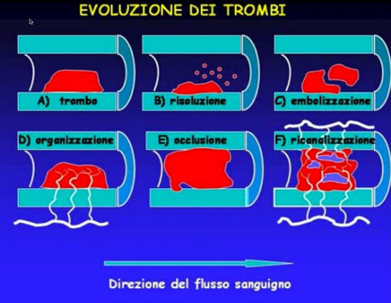 EVOLUZIONE DEI TROMBI
A) trombo
B) risoluzione
C) embolizzazione
D) organizzazione
E) occlusione
F) ricanalizzazione
Direzione del flusso sanguigno